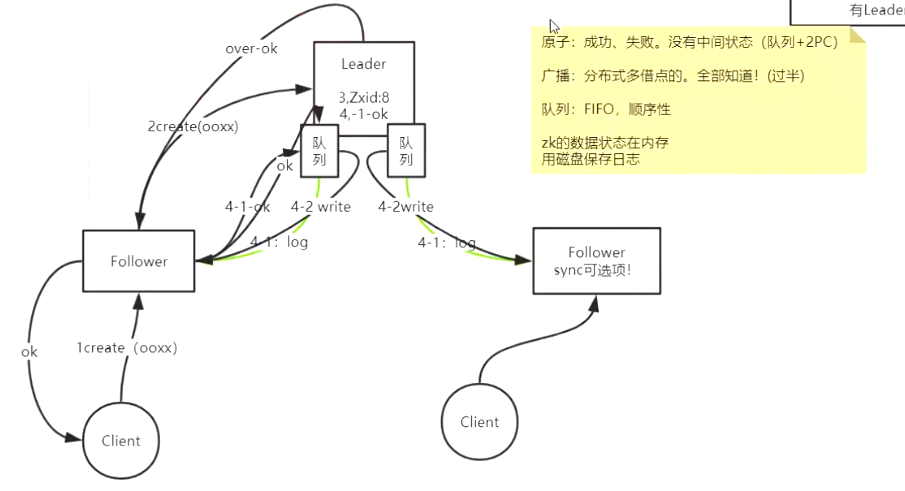 有Leader
over-ok
Leader
3,Zxid:8
4,-1-ok
2create(ooxx)
队
列
队
列
ok
4-1-ok
4-2 write
4-2write
4-1：log
4-1：log
Follower
Follower
sync可选项！
ok
1create（ooxx）
Client
Client
原子：成功、失败。没有中间状态（队列+2PC）
广播：分布式多借点的。全部知道！(过半)
队列：FIFO，顺序性
zk的数据状态在内存
用磁盘保存日志